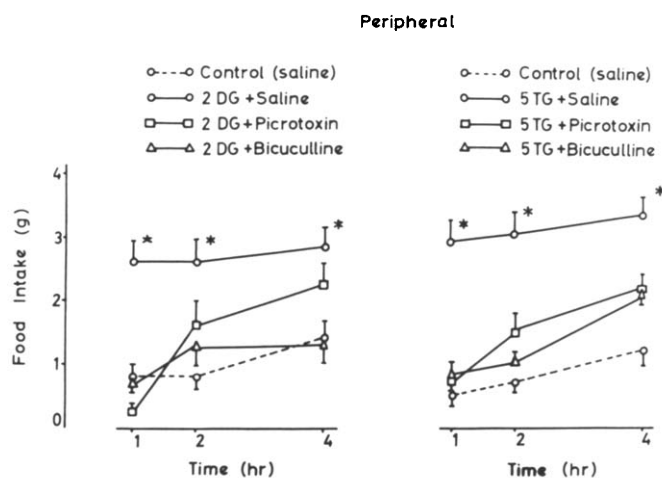 Peripheral
Control (saline)
2 DG + Saline
2 DG + Picrotoxin
2 DG + Bicuculline
Control (saline)
5 TG + Saline
5 TG + Picrotoxin
5 TG + Bicuculline
Food Intake (g)
4
3
2
1
0
* * *
* * *
1 2 4
Time (hr)
1 2 4
Time (hr)